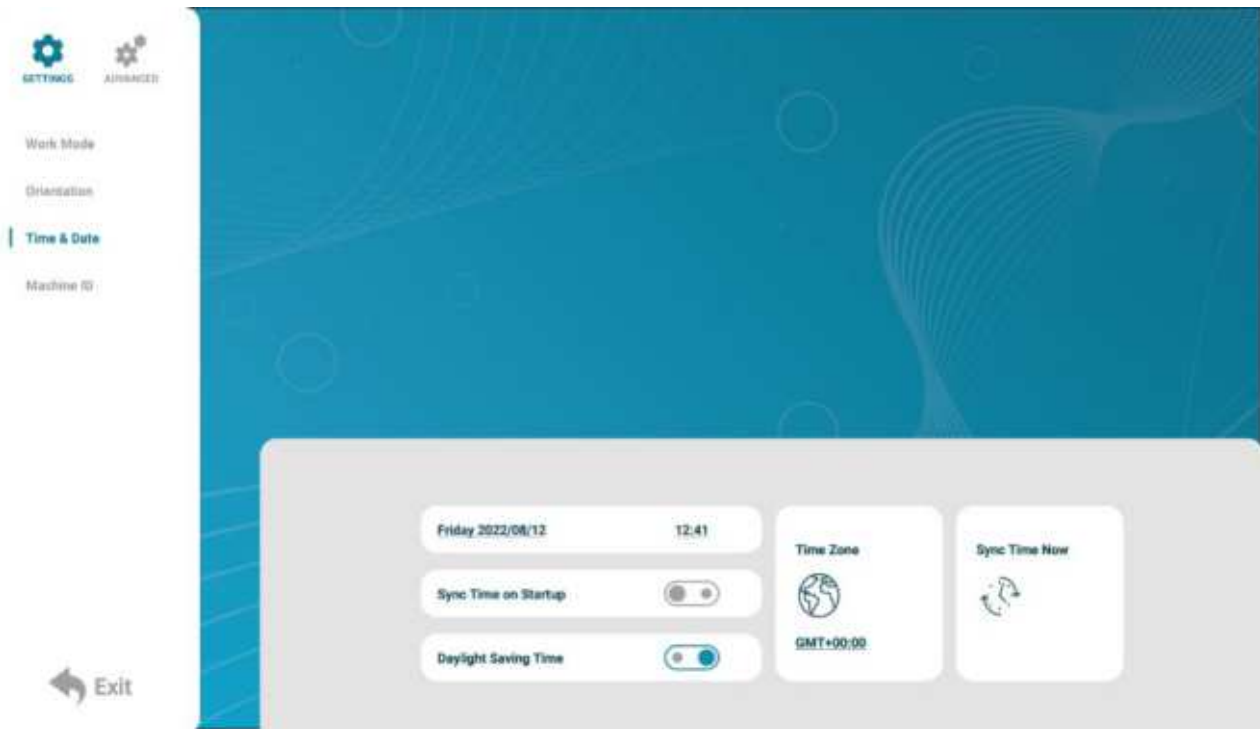 SETTINGS
ADVANCED
Work Mode
Orientation
Time & Date
Machine ID
Exit
Friday 2022/08/12 12:41
Sync Time on Startup
Daylight Saving Time
Time Zone
GMT+00:00
Sync Time Now